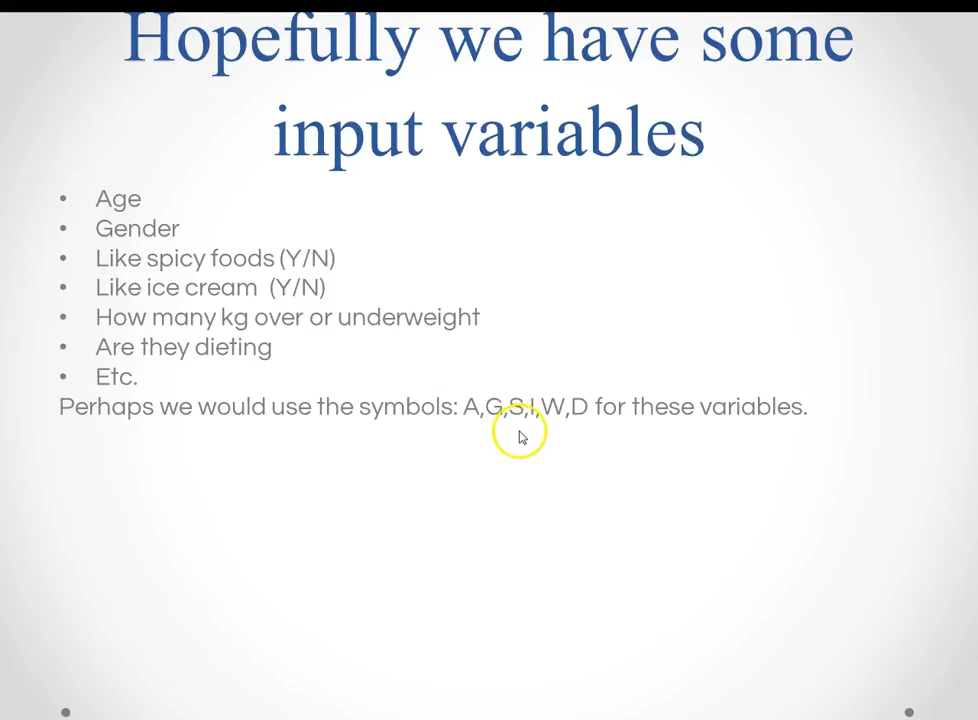 Hopefully we have some
input variables
• Age
• Gender
• Like spicy foods (Y/N)
• Like ice cream  (Y/N)
• How many kg over or underweight
• Are they dieting
• Etc.
Perhaps we would use the symbols: A,G,S,I,W,D for these variables.